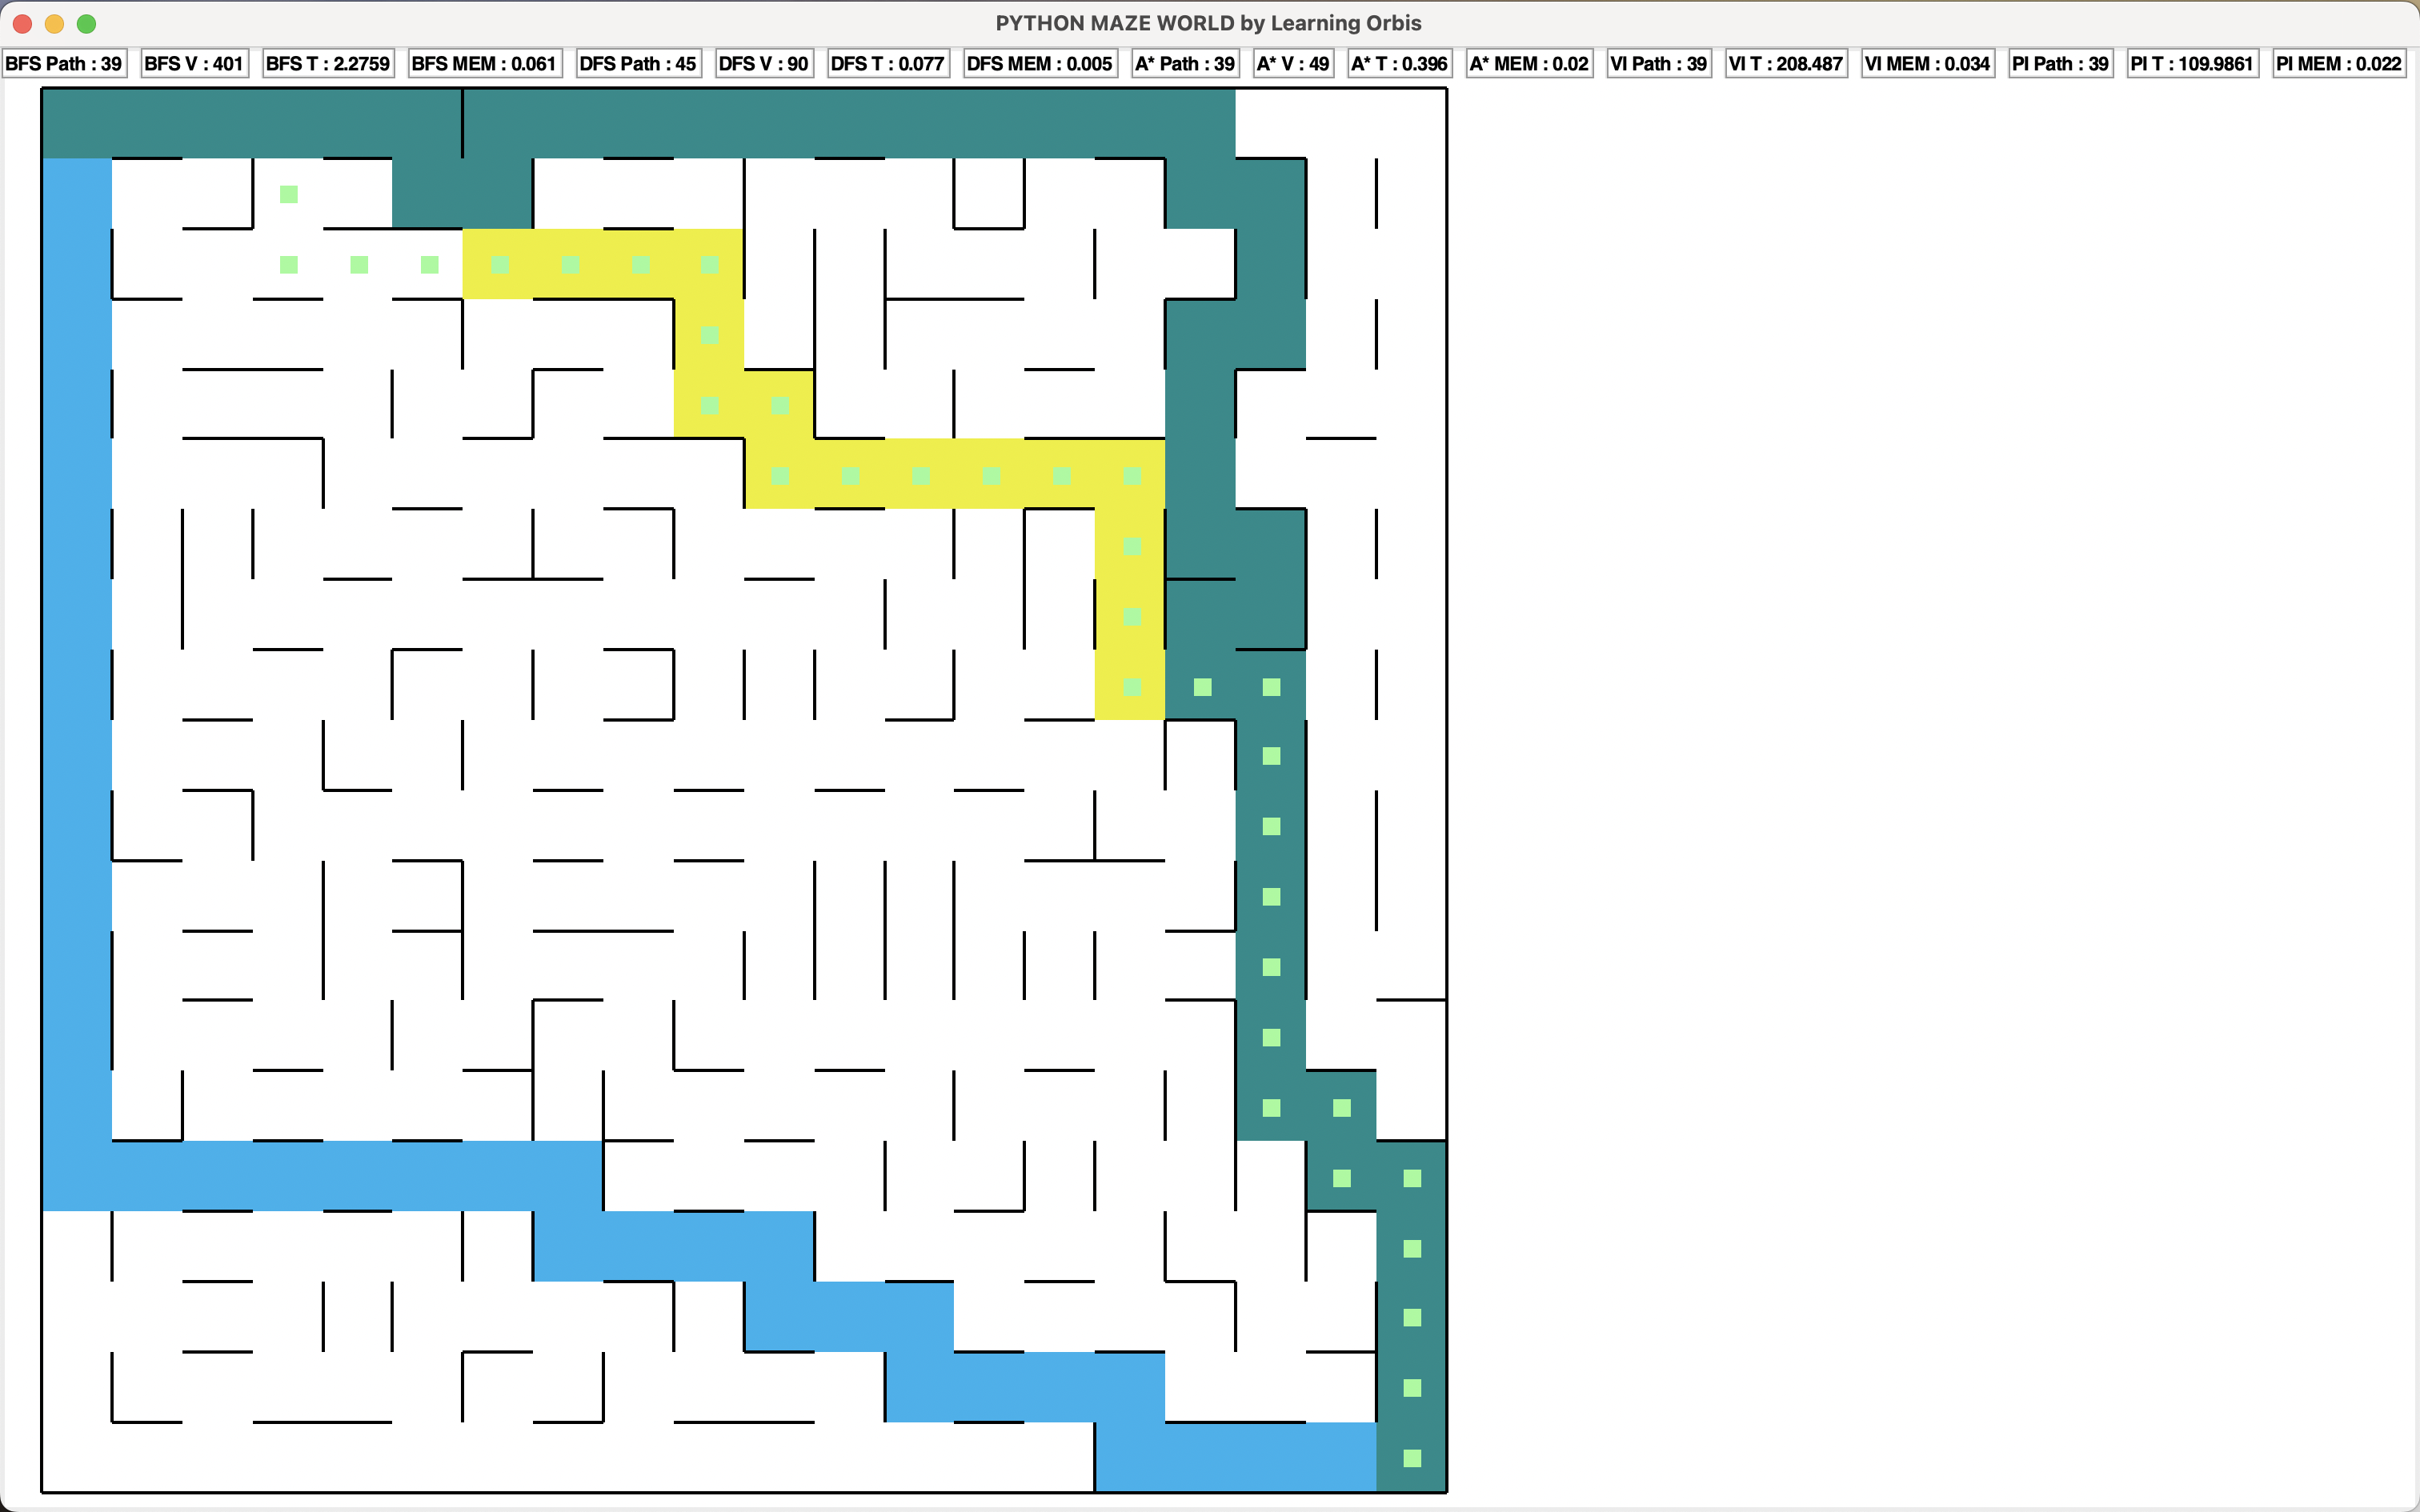 PYTHON MAZE WORLD by Learning Orbis
BFS Path : 39 BFS V : 401 BFS T : 2.2759 BFS MEM : 0.061 DFS Path : 45 DFS V : 90 DFS T : 0.077 DFS MEM : 0.005 A* Path : 39 A* V : 49 A* T : 0.396 A* MEM : 0.02 VI Path : 39 VI T : 208.487 VI MEM : 0.034 PI Path : 39 PI T : 109.9861 PI MEM : 0.022